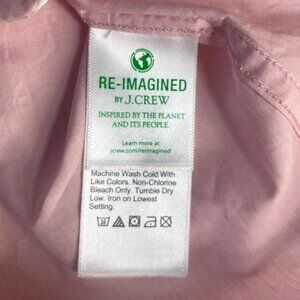 RE-IMAGINED
BY J.CREW
INSPIRED BY THE PLANET
AND ITS PEOPLE.
Learn more at
jcrew.com/reimagined
Machine Wash Cold With
Like Colors. Non-Chlorine
Bleach Only. Tumble Dry
Low. Iron on Lowest
Setting.